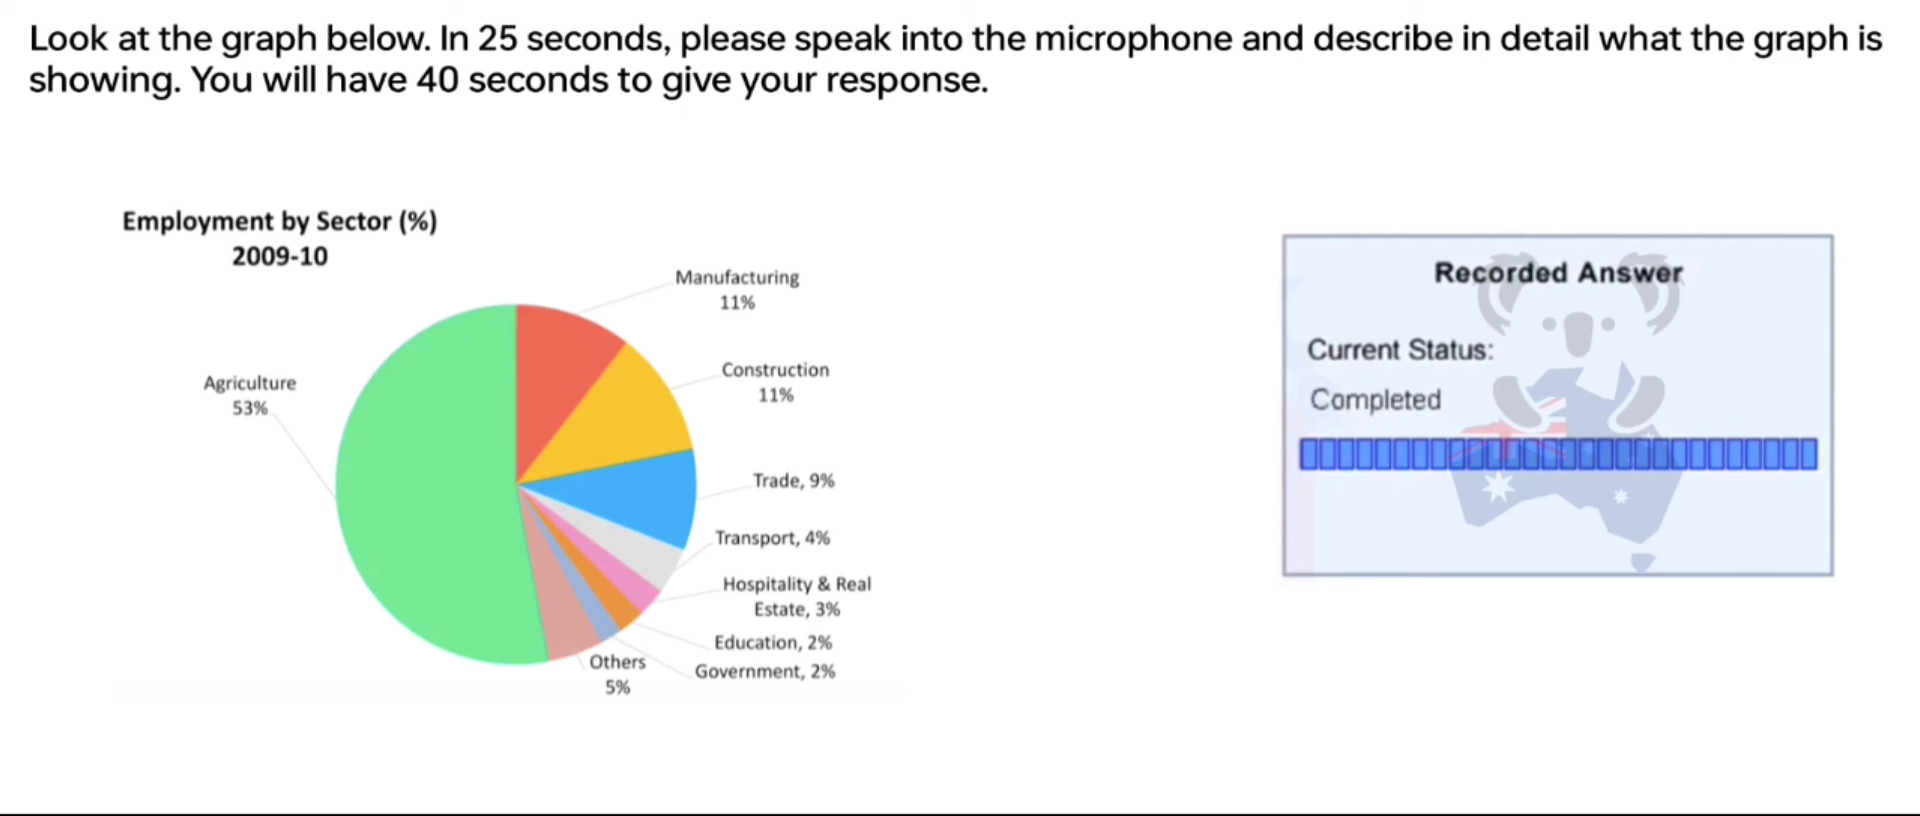 Look at the graph below. In 25 seconds, please speak into the microphone and describe in detail what the graph is
showing. You will have 40 seconds to give your response.
Employment by Sector (%)
2009-10
Manufacturing
11%
Construction
11%
Agriculture
53%
Trade, 9%
Transport, 4%
Hospitality & Real
Estate, 3%
Education, 2%
Government, 2%
Others
5%
Recorded Answer
Current Status:
Completed